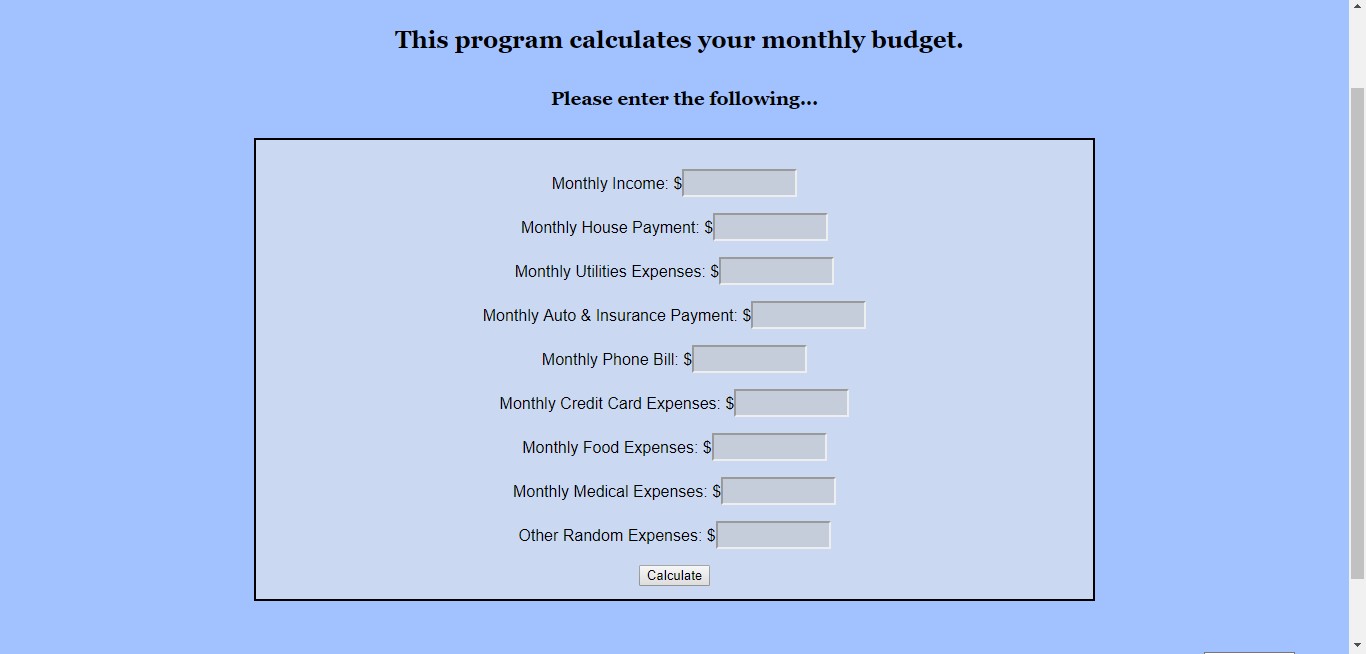 This program calculates your monthly budget.
Please enter the following...
Monthly Income: $
Monthly House Payment: $
Monthly Utilities Expenses: $
Monthly Auto & Insurance Payment: $
Monthly Phone Bill: $
Monthly Credit Card Expenses: $
Monthly Food Expenses: $
Monthly Medical Expenses: $
Other Random Expenses: $
Calculate